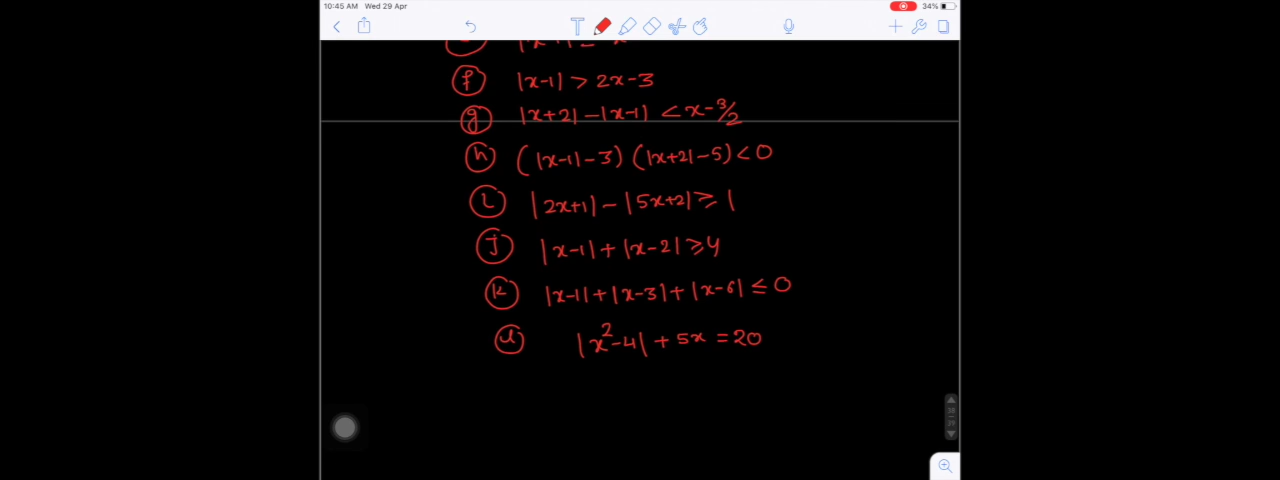 10:45 AM Wed 29 Apr
34%
f |x-1| > 2x-3
g |x+2| - |x-1| < x - 3/2
h (|x-1| - 3) (|x+2| - 5) < 0
i |2x+1| - |5x+2| ≥ 1
j |x-1| + |x-2| ≥ 4
k |x-1| + |x-3| + |x-6| ≤ 0
l |x²-4| + 5x = 20